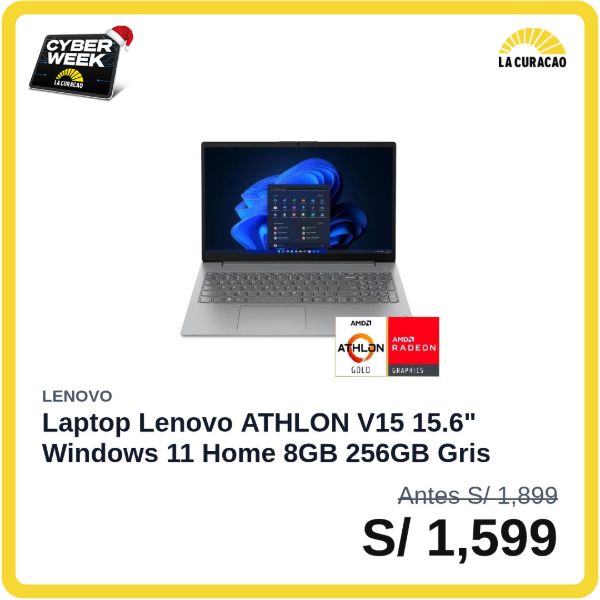 CYBER
WEEK
LA CURACAO
LA CURACAO
AMD
ATHLON
GOLD
AMD
RADEON
GRAPHICS
LENOVO
Laptop Lenovo ATHLON V15 15.6"
Windows 11 Home 8GB 256GB Gris
Antes S/ 1,899
S/ 1,599